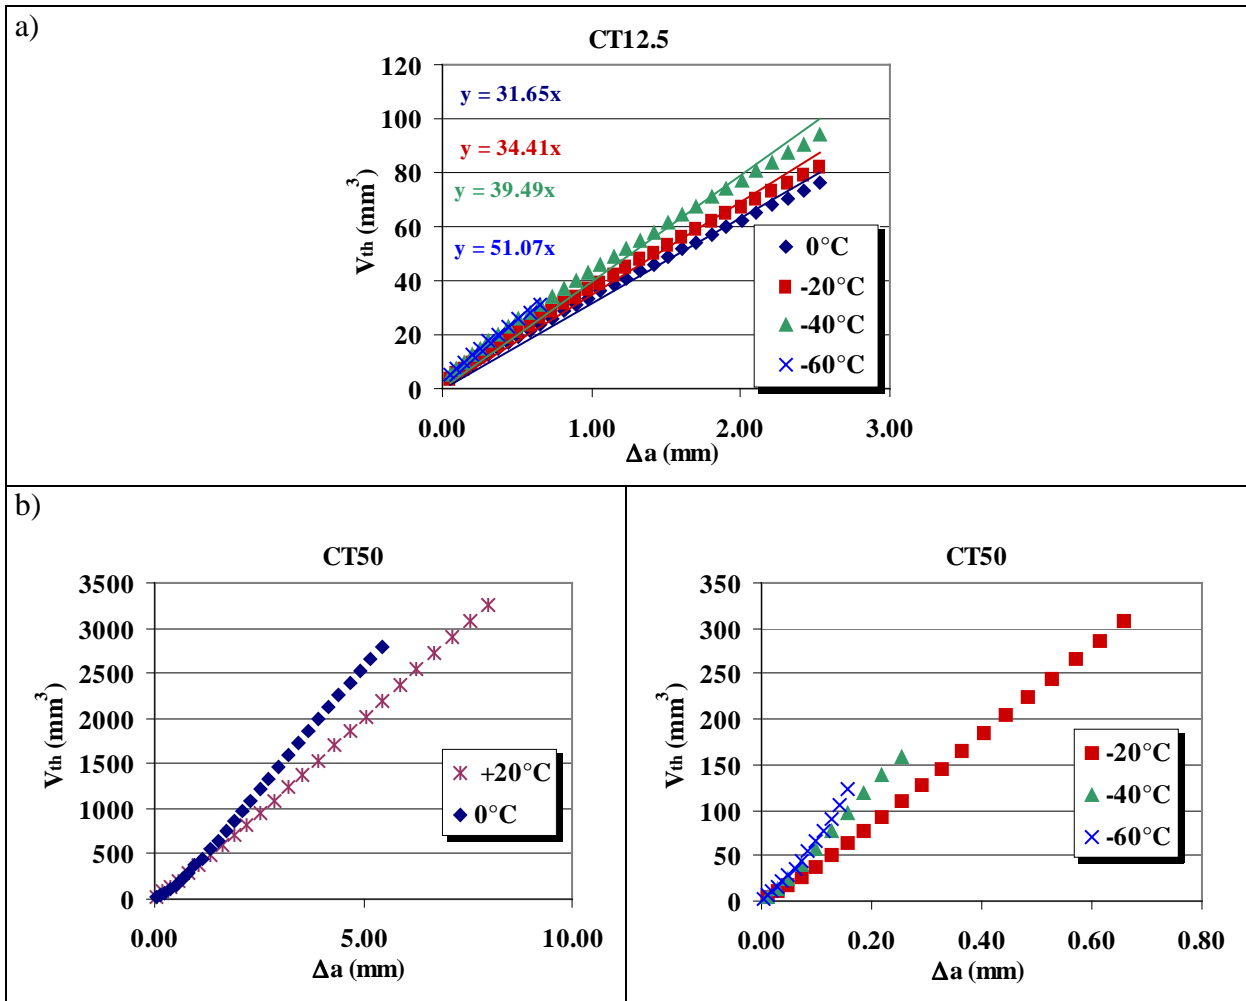 a)
CT12.5
120
100
80
60
40
20
0
Vth (mm³)
y = 31.65x
y = 34.41x
y = 39.49x
y = 51.07x
0°C
-20°C
-40°C
-60°C
0.00 1.00 2.00 3.00
Δa (mm)
b)
CT50
3500
3000
2500
2000
1500
1000
500
0
Vth (mm³)
+20°C
0°C
0.00 5.00 10.00
Δa (mm)
CT50
350
300
250
200
150
100
50
0
Vth (mm³)
-20°C
-40°C
-60°C
0.00 0.20 0.40 0.60 0.80
Δa (mm)